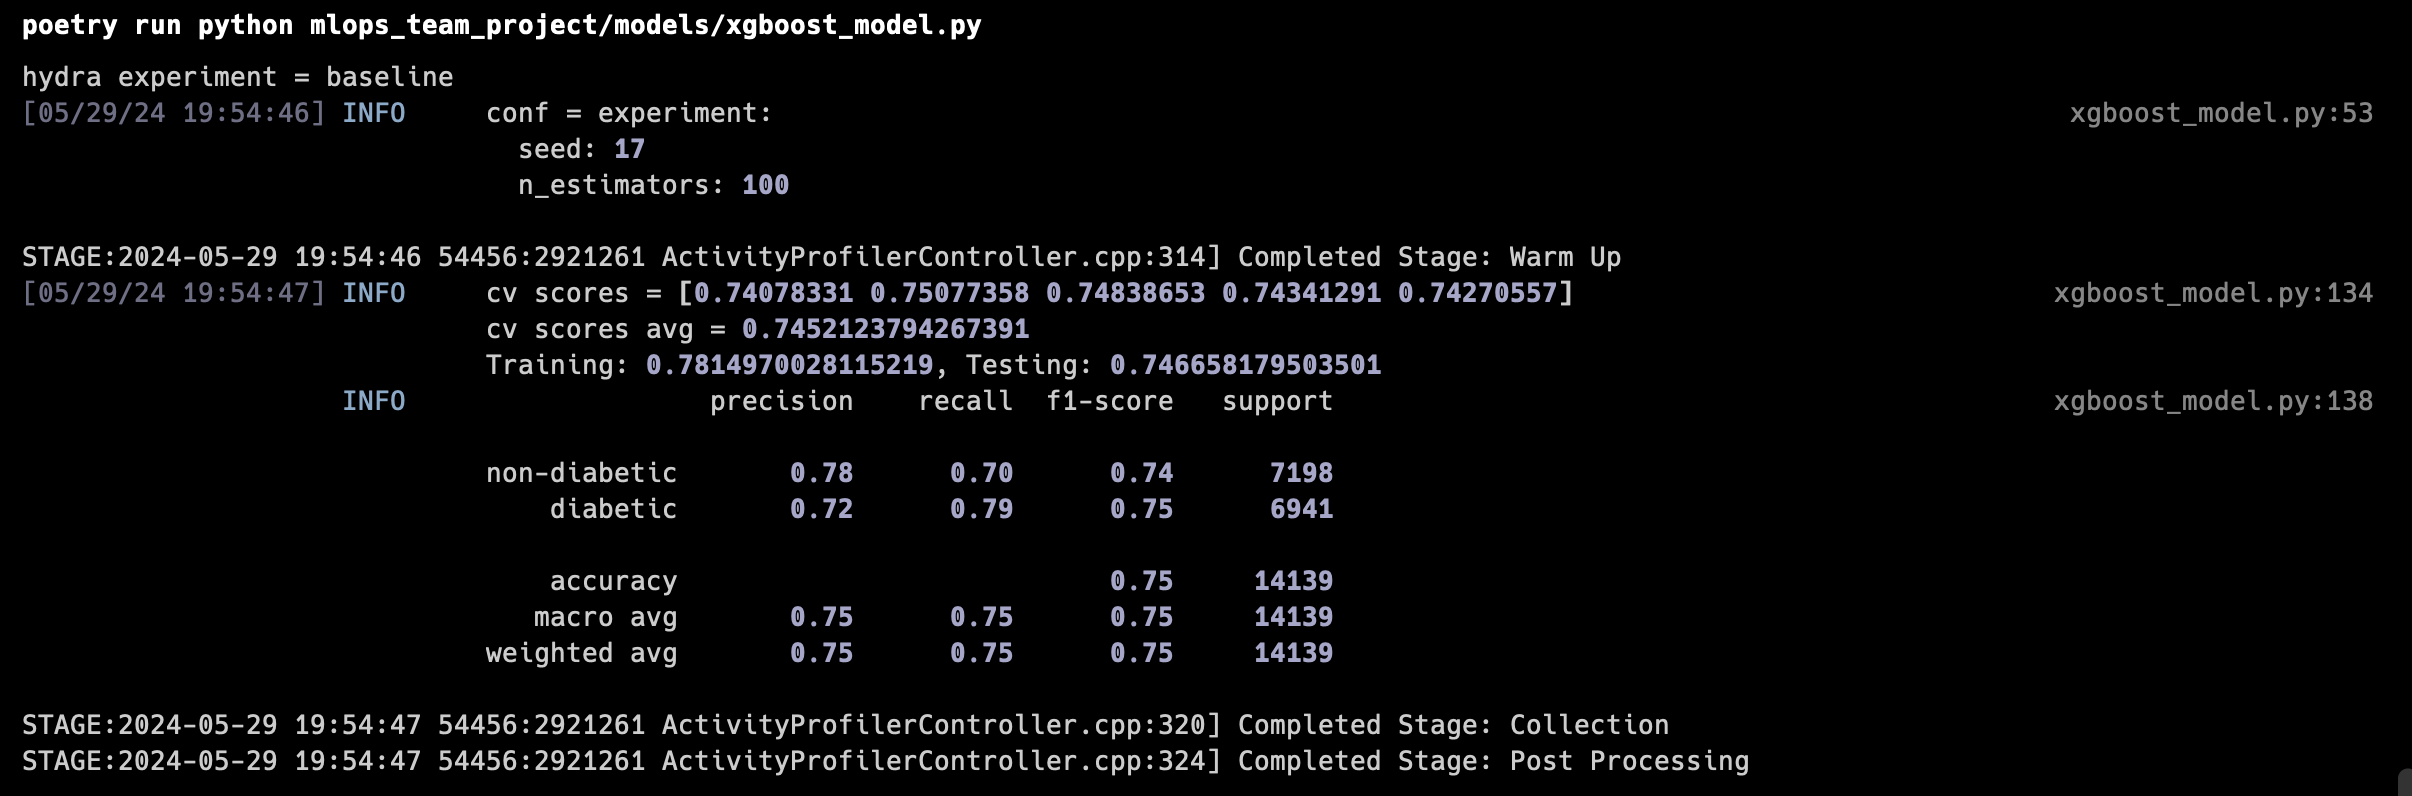 poetry run python mlops_team_project/models/xgboost_model.py
hydra experiment = baseline
[05/29/24 19:54:46] INFO     conf = experiment:     xgboost_model.py:53
seed: 17
n_estimators: 100
STAGE:2024-05-29 19:54:46 54456:2921261 ActivityProfilerController.cpp:314] Completed Stage: Warm Up
[05/29/24 19:54:47] INFO     cv scores = [0.74078331 0.75077358 0.74838653 0.74341291 0.74270557]     xgboost_model.py:134
cv scores avg = 0.7452123794267391
Training: 0.7814970028115219, Testing: 0.746658179503501
INFO     precision    recall  f1-score   support     xgboost_model.py:138
non-diabetic       0.78      0.70      0.74      7198
diabetic       0.72      0.79      0.75      6941
accuracy                           0.75     14139
macro avg       0.75      0.75      0.75     14139
weighted avg       0.75      0.75      0.75     14139
STAGE:2024-05-29 19:54:47 54456:2921261 ActivityProfilerController.cpp:320] Completed Stage: Collection
STAGE:2024-05-29 19:54:47 54456:2921261 ActivityProfilerController.cpp:324] Completed Stage: Post Processing